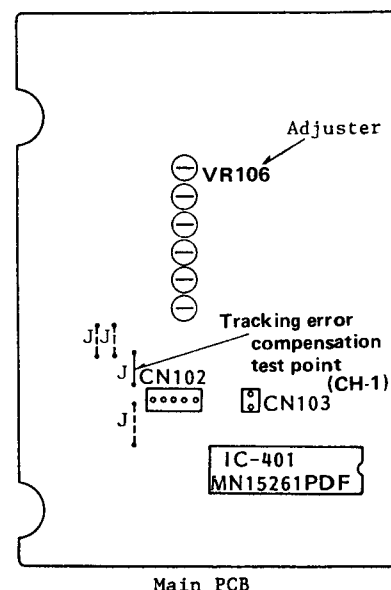 Adjuster
VR106
Tracking error
compensation
test point
(CH-1)
J J
J
CN102
CN103
J
IC-401
MN15261PDF
Main PCB